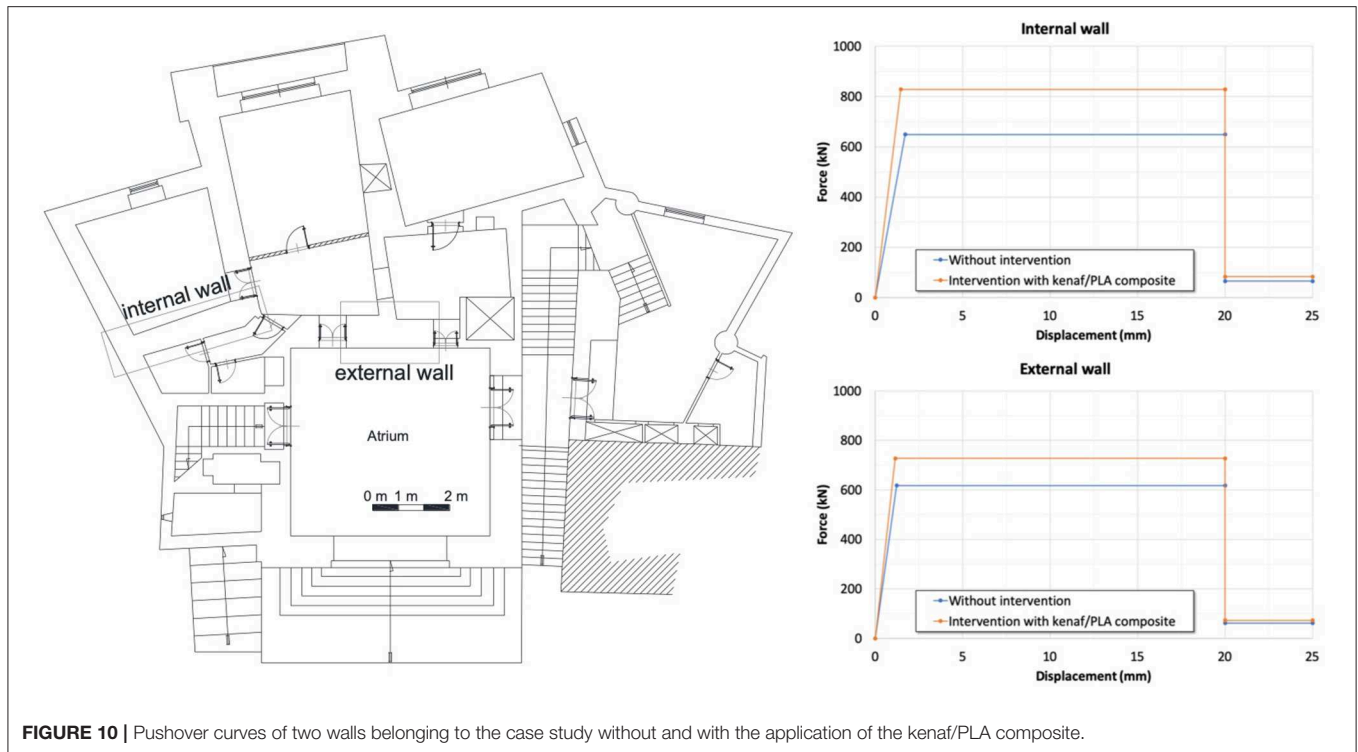 internal wall
external wall
Atrium
0 m 1 m 2 m
Internal wall
1000
800
600
400
200
0
Force (kN)
Without intervention
Intervention with kenaf/PLA composite
0 5 10 15 20 25
Displacement (mm)
External wall
1000
800
600
400
200
0
Force (kN)
Without intervention
Intervention with kenaf/PLA composite
0 5 10 15 20 25
Displacement (mm)
FIGURE 10 | Pushover curves of two walls belonging to the case study without and with the application of the kenaf/PLA composite.